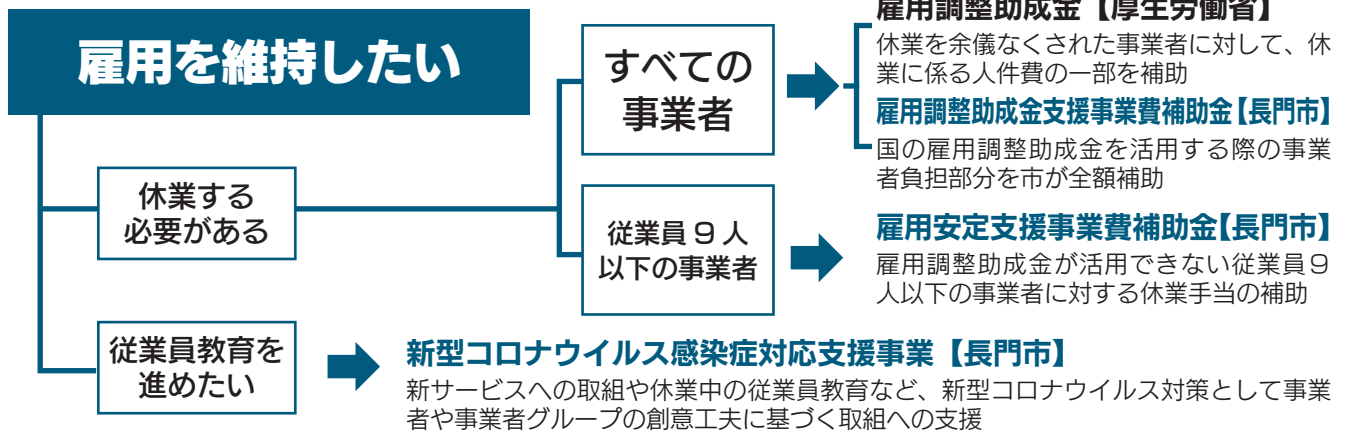 雇用を維持したい
休業する
必要がある
すべての
事業者
雇用調整助成金【厚生労働省】
休業を余儀なくされた事業者に対して、休
業に係る人件費の一部を補助
雇用調整助成金支援事業費補助金【長門市】
国の雇用調整助成金を活用する際の事業
者負担部分を市が全額補助
従業員9人
以下の事業者
雇用安定支援事業費補助金【長門市】
雇用調整助成金が活用できない従業員9
人以下の事業者に対する休業手当の補助
従業員教育を
進めたい
新型コロナウイルス感染症対応支援事業【長門市】
新サービスへの取組や休業中の従業員教育など、新型コロナウイルス対策として事業
者や事業者グループの創意工夫に基づく取組への支援